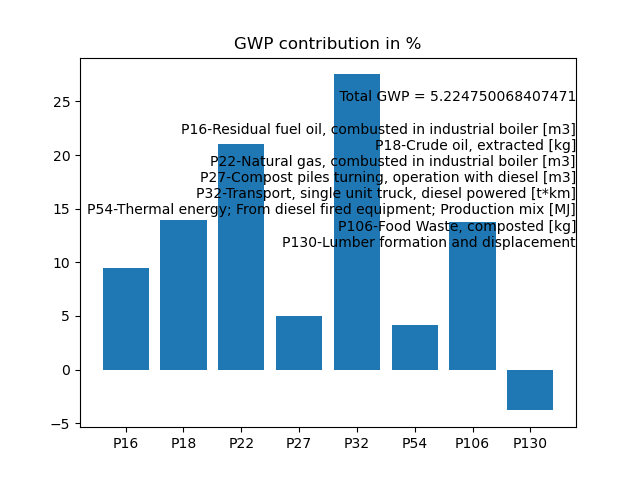 GWP contribution in %
Total GWP = 5.224750068407471
P16-Residual fuel oil, combusted in industrial boiler [m3]
P18-Crude oil, extracted [kg]
P22-Natural gas, combusted in industrial boiler [m3]
P27-Compost piles turning, operation with diesel [m3]
P32-Transport, single unit truck, diesel powered [t*km]
P54-Thermal energy; From diesel fired equipment; Production mix [MJ]
P106-Food Waste, composted [kg]
P130-Lumber formation and displacement
25
20
15
10
5
0
−5
P16 P18 P22 P27 P32 P54 P106 P130